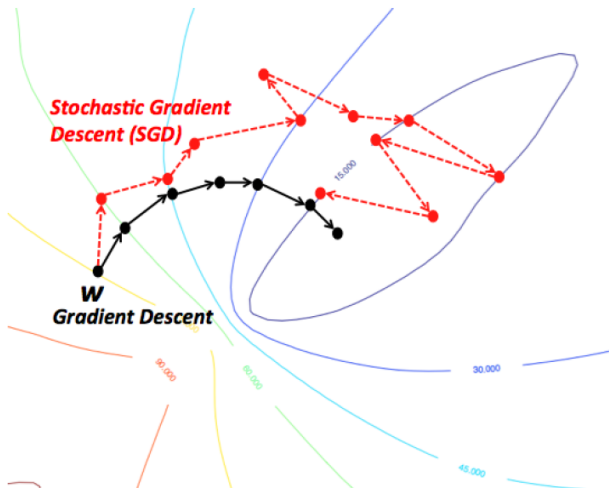 Stochastic Gradient
Descent (SGD)
15.000
W
Gradient Descent
90.000
60.000
30.000
45.000